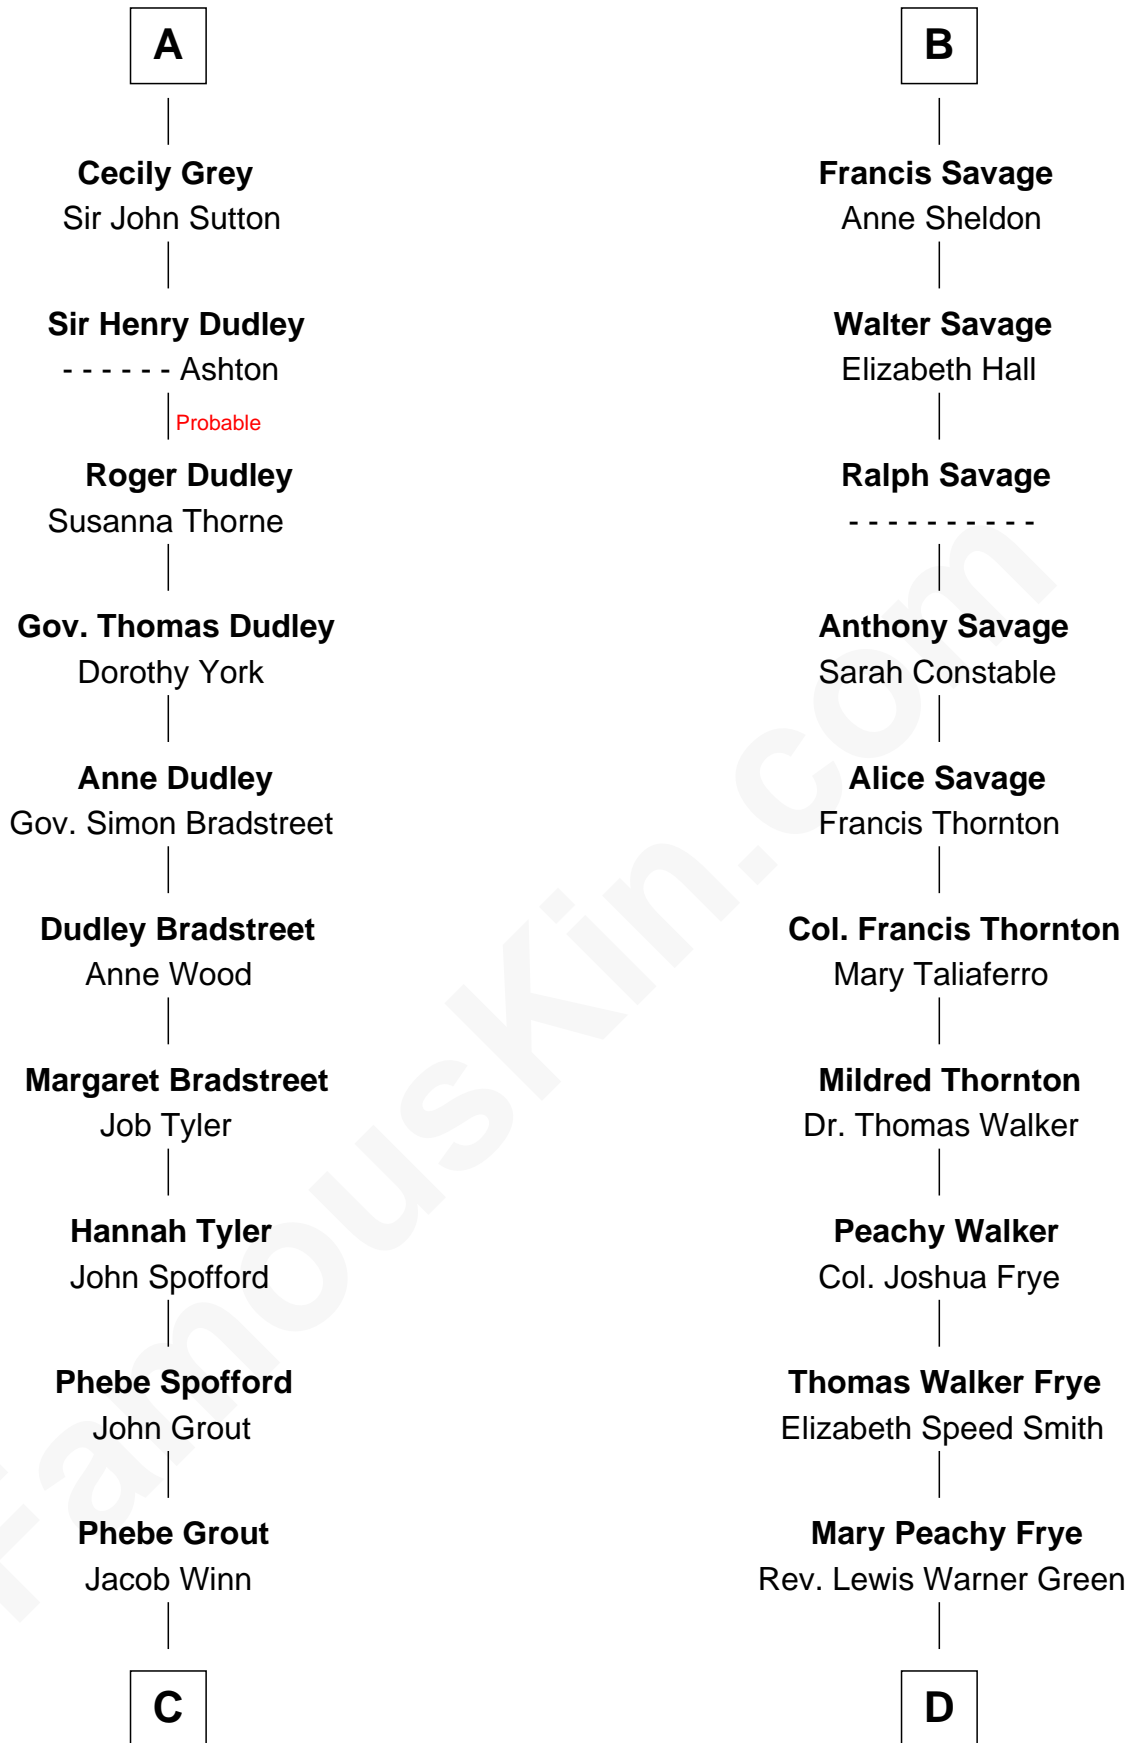 A
Cecily Grey
Sir John Sutton
Sir Henry Dudley
- - - - - - Ashton
Probable
Roger Dudley
Susanna Thorne
Gov. Thomas Dudley
Dorothy York
Anne Dudley
Gov. Simon Bradstreet
Dudley Bradstreet
Anne Wood
Margaret Bradstreet
Job Tyler
Hannah Tyler
John Spofford
Phebe Spofford
John Grout
Phebe Grout
Jacob Winn
C
B
Francis Savage
Anne Sheldon
Walter Savage
Elizabeth Hall
Ralph Savage
- - - - - - - - - -
Anthony Savage
Sarah Constable
Alice Savage
Francis Thornton
Col. Francis Thornton
Mary Taliaferro
Mildred Thornton
Dr. Thomas Walker
Peachy Walker
Col. Joshua Frye
Thomas Walker Frye
Elizabeth Speed Smith
Mary Peachy Frye
Rev. Lewis Warner Green
D
FamousKin.com